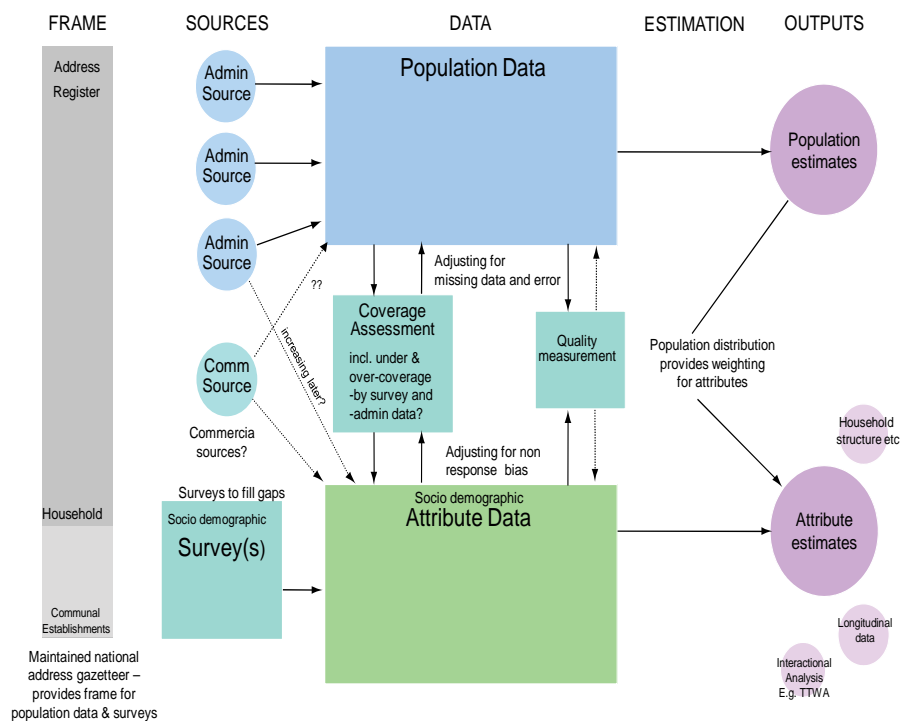 FRAME
SOURCES
DATA
ESTIMATION
OUTPUTS
Address
Register
Household
Communal
Establishments
Maintained national
address gazetteer –
provides frame for
population data & surveys
Admin
Source
Admin
Source
Admin
Source
Comm
Source
Commercia
sources?
Surveys to fill gaps
Socio demographic
Survey(s)
??
increasing later?
Population Data
Adjusting for
missing data and error
Coverage
Assessment
incl. under &
over-coverage
-by survey and
-admin data?
Quality
measurement
Adjusting for non
response bias
Socio demographic
Attribute Data
Population distribution
provides weighting
for attributes
Population
estimates
Household
structure etc
Attribute
estimates
Longitudinal
data
Interactional
Analysis
E.g. TTWA